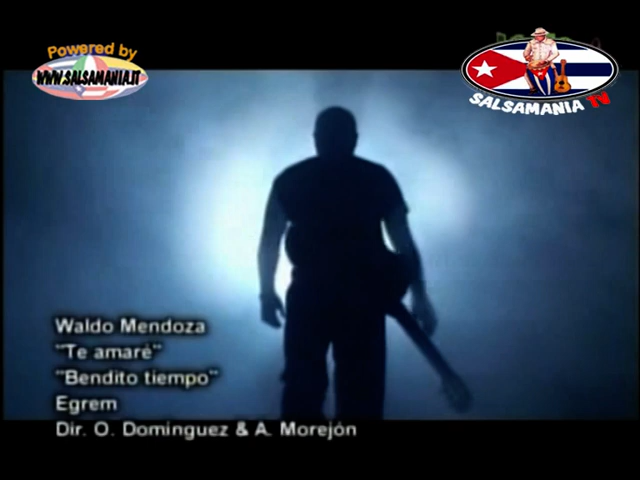 Powered by
WWW.SALSAMANIA.IT
SALSAMANIA TV
Waldo Mendoza
"Te amaré"
"Bendito tiempo"
Egrem
Dir. O. Domínguez & A. Morejón